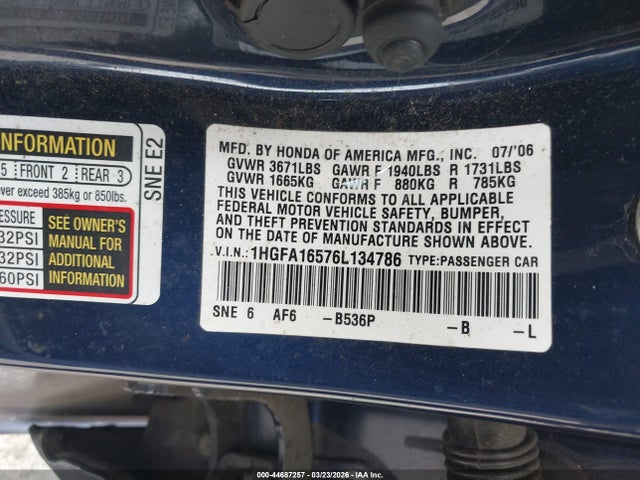 INFORMATION
5 FRONT 2 REAR 3
ver exceed 385kg or 850lbs.
ESSURE
32PSI
32PSI
60PSI
SEE OWNER'S
MANUAL FOR
ADDITIONAL
INFORMATION
SNE E2
MFD. BY HONDA OF AMERICA MFG., INC. 07/'06
GVWR 3671LBS GAWR F 1940LBS R 1731LBS
GVWR 1665KG GAWR F 880KG R 785KG
THIS VEHICLE CONFORMS TO ALL APPLICABLE
FEDERAL MOTOR VEHICLE SAFETY, BUMPER,
AND THEFT PREVENTION STANDARDS IN EFFECT
ON THE DATE OF MANUFACTURE SHOWN ABOVE.
V.I.N.: 1HGFA16576L134786 TYPE:PASSENGER CAR
SNE 6 AF6 -B536P -B -L
000-44687257 - 03/23/2026 - IAAI, Inc.